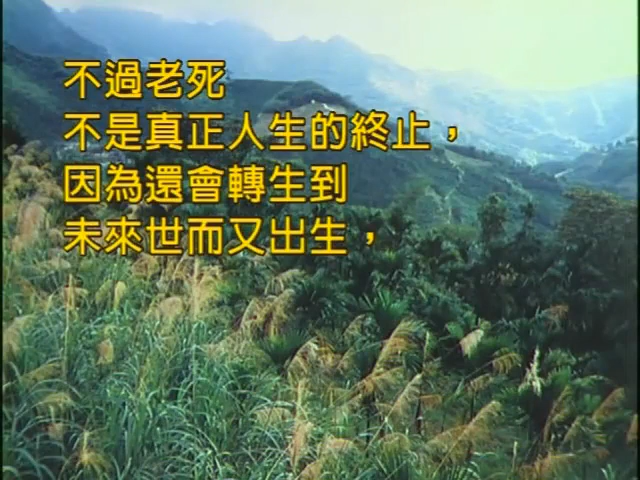 不過老死
不是真正人生的終止，
因為還會轉生到
未來世而又出生，